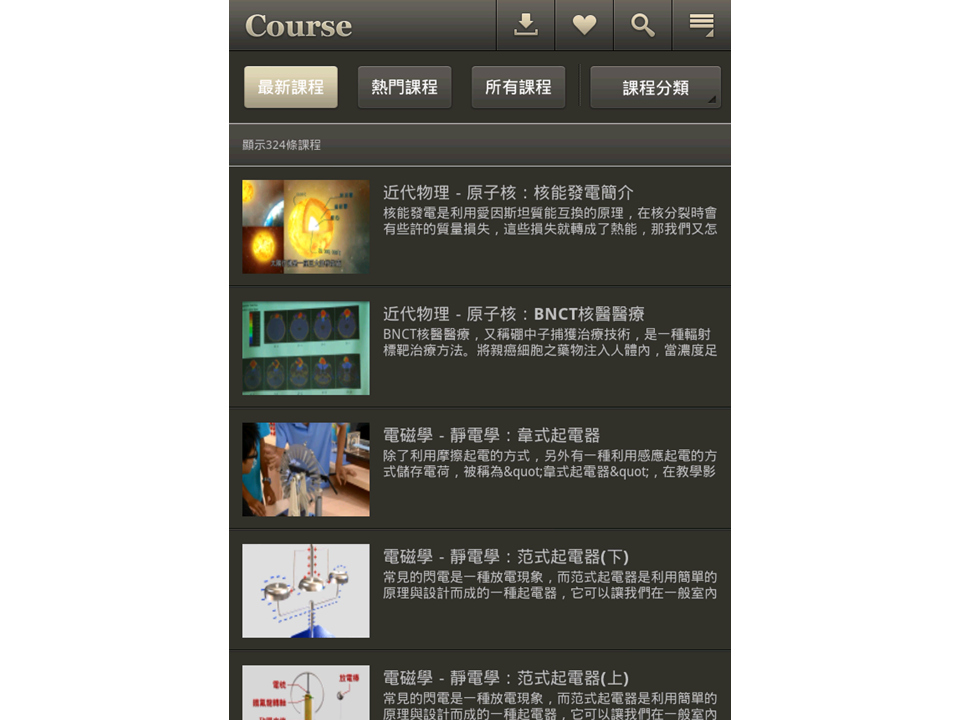 Course
最新課程
熱門課程
所有課程
課程分類
顯示324條課程
近代物理 - 原子核：核能發電簡介
核能發電是利用愛因斯坦質能互換的原理，在核分裂時會
有些許的質量損失，這些損失就轉成了熱能，那我們又怎
近代物理 - 原子核：BNCT核醫醫療
BNCT核醫醫療，又稱硼中子捕獲治療技術，是一種輻射
標靶治療方法。將親癌細胞之藥物注入人體內，當濃度足
電磁學 - 靜電學：韋式起電器
除了利用摩擦起電的方式，另外有一種利用感應起電的方
式儲存電荷，被稱為&quot;韋式起電器&quot;，在教學影
電磁學 - 靜電學：范式起電器(下)
常見的閃電是一種放電現象，而范式起電器是利用簡單的
原理與設計而成的一種起電器，它可以讓我們在一般室內
電磁學 - 靜電學：范式起電器(上)
常見的閃電是一種放電現象，而范式起電器是利用簡單的
原理與設計而成的一種起電器，它可以讓我們在一般室內